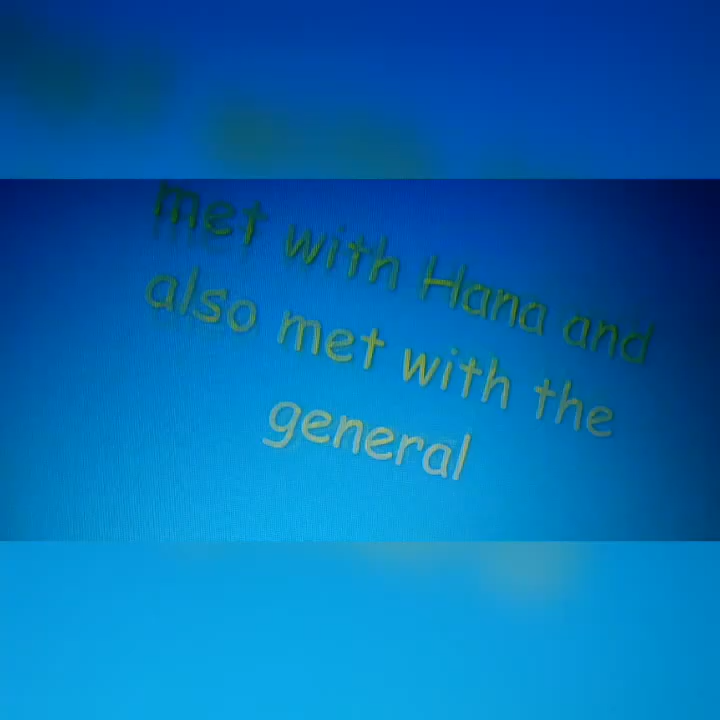 met with Hana and
also met with the
general